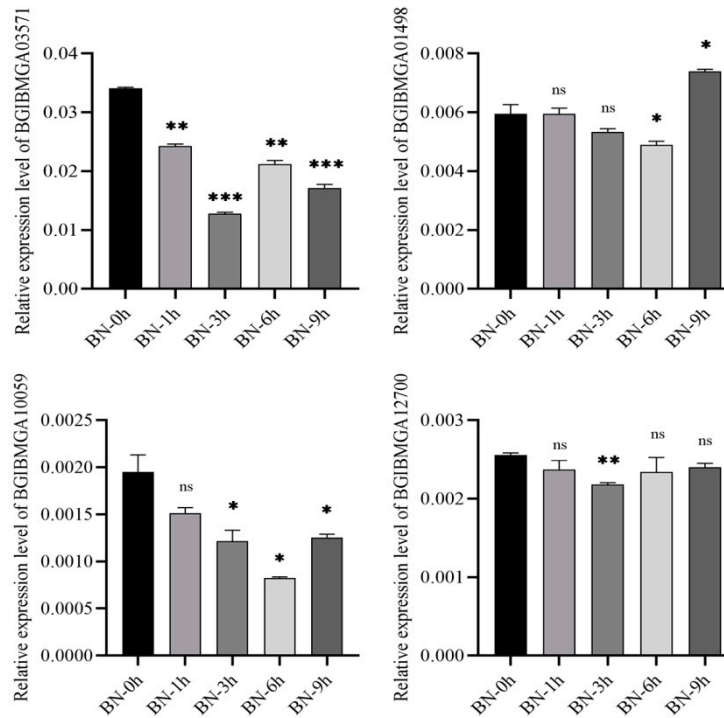 Relative expression level of BGIBMGA03571
0.04
0.03
0.02
0.01
0.00
**
***
**
***
BN-0h
BN-1h
BN-3h
BN-6h
BN-9h
Relative expression level of BGIBMGA01498
0.008
0.006
0.004
0.002
0.000
ns
ns
*
*
BN-0h
BN-1h
BN-3h
BN-6h
BN-9h
Relative expression level of BGIBMGA10059
0.0025
0.0020
0.0015
0.0010
0.0005
0.0000
ns
*
*
*
BN-0h
BN-1h
BN-3h
BN-6h
BN-9h
Relative expression level of BGIBMGA12700
0.003
0.002
0.001
0.000
ns
**
ns
ns
BN-0h
BN-1h
BN-3h
BN-6h
BN-9h